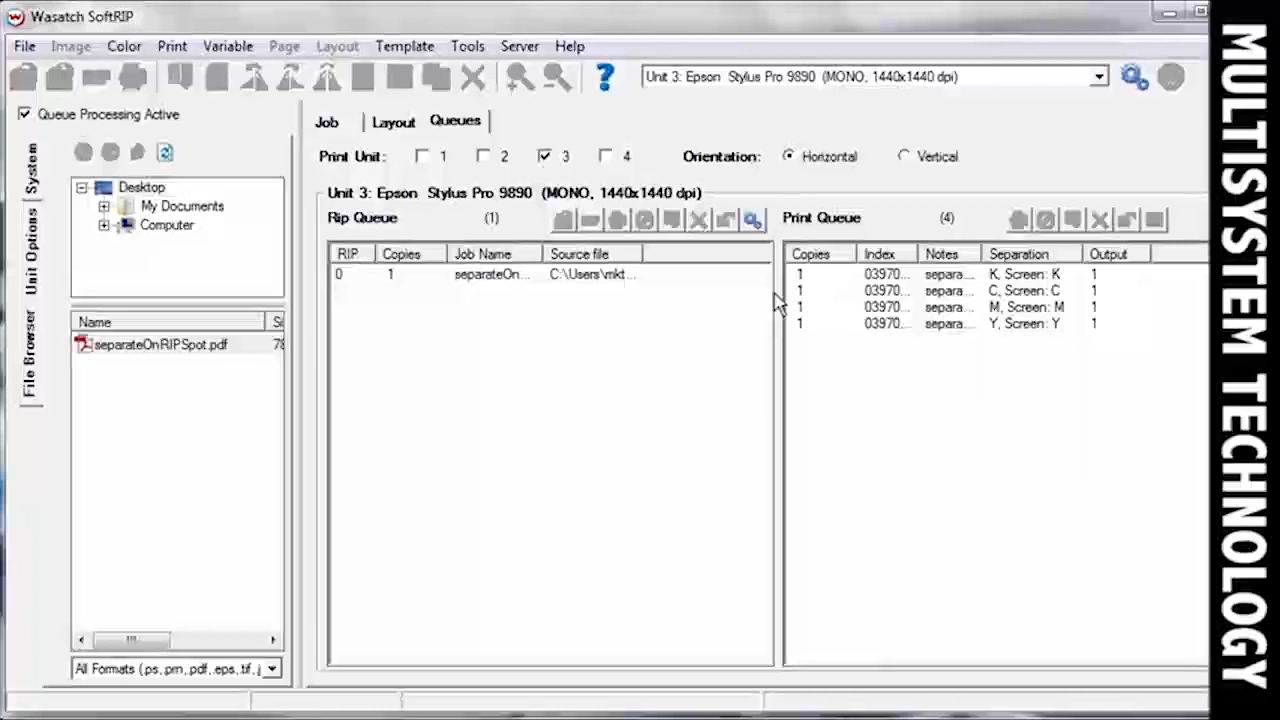 Wasatch SoftRIP
File Image Color Print Variable Page Layout Template Tools Server Help
Unit 3: Epson Stylus Pro 9890 (MONO, 1440x1440 dpi)
Queue Processing Active
Job Layout Queues
Print Unit: 1 2 3 4 Orientation: Horizontal Vertical
System
Unit Options
File Browser
Desktop
My Documents
Computer
Name Si
separateOnRIPSpot.pdf 78
All Formats (.ps,.prn,.pdf,.eps,.tif,.j
Unit 3: Epson Stylus Pro 9890 (MONO, 1440x1440 dpi)
Rip Queue (1)
RIP Copies Job Name Source file
0 1 separateOn... C:\Users\mkt...
Print Queue (4)
Copies Index Notes Separation Output
1 03970... separa... K, Screen: K 1
1 03970... separa... C, Screen: C 1
1 03970... separa... M, Screen: M 1
1 03970... separa... Y, Screen: Y 1
MULTISYSTEM TECHNOLOGY